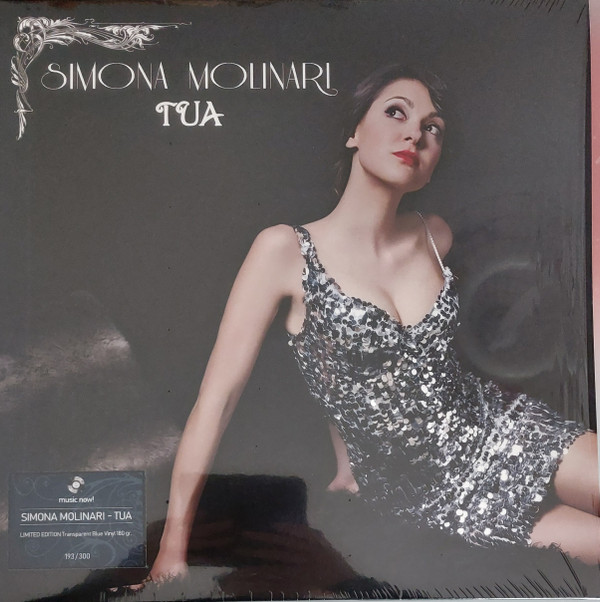 SIMONA MOLINARI
TUA
music now!
SIMONA MOLINARI - TUA
LIMITED EDITION Transparent Blue Vinyl 180 gr.
193/300